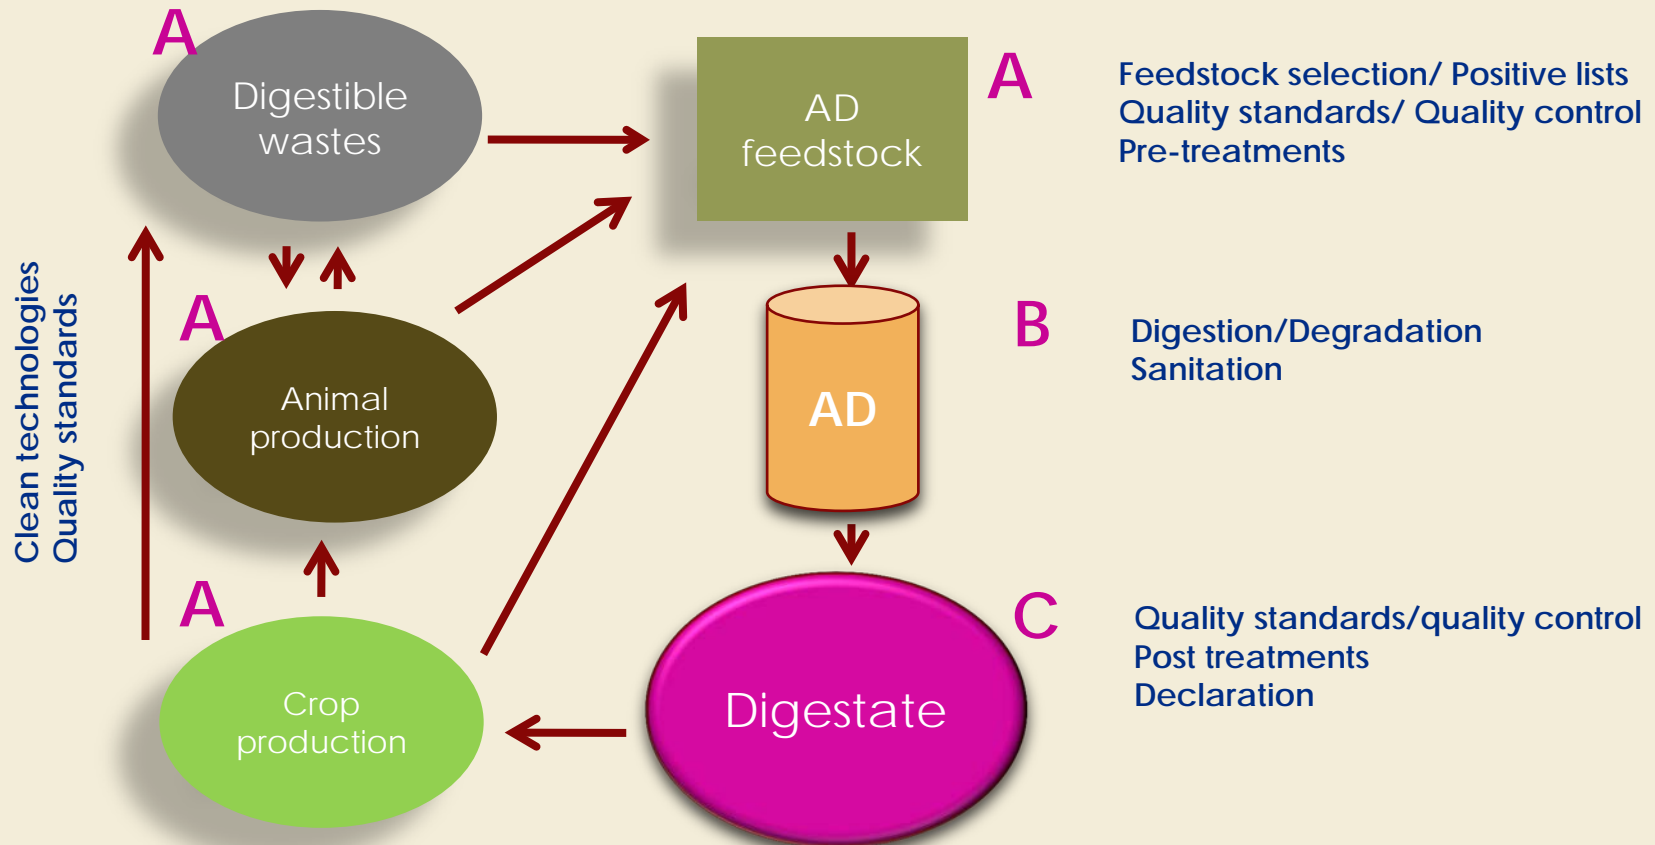 A
Digestible
wastes
AD
feedstock
A
Feedstock selection/ Positive lists
Quality standards/ Quality control
Pre-treatments
Clean technologies
Quality standards
A
Animal
production
AD
B
Digestion/Degradation
Sanitation
A
Crop
production
Digestate
C
Quality standards/quality control
Post treatments
Declaration